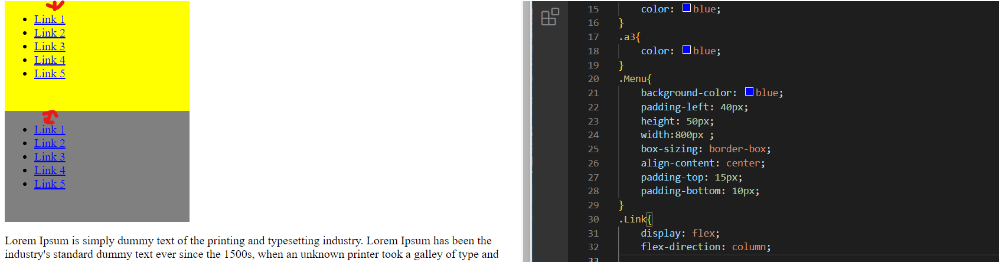 Link 1
Link 2
Link 3
Link 4
Link 5
Link 1
Link 2
Link 3
Link 4
Link 5
Lorem Ipsum is simply dummy text of the printing and typesetting industry. Lorem Ipsum has been the
industry's standard dummy text ever since the 1500s, when an unknown printer took a galley of type and
15 color: blue;
16 }
17 .a3{
18 color: blue;
19 }
20 .Menu{
21 background-color: blue;
22 padding-left: 40px;
23 height: 50px;
24 width:800px ;
25 box-sizing: border-box;
26 align-content: center;
27 padding-top: 15px;
28 padding-bottom: 10px;
29 }
30 .Link{
31 display: flex;
32 flex-direction: column;
33